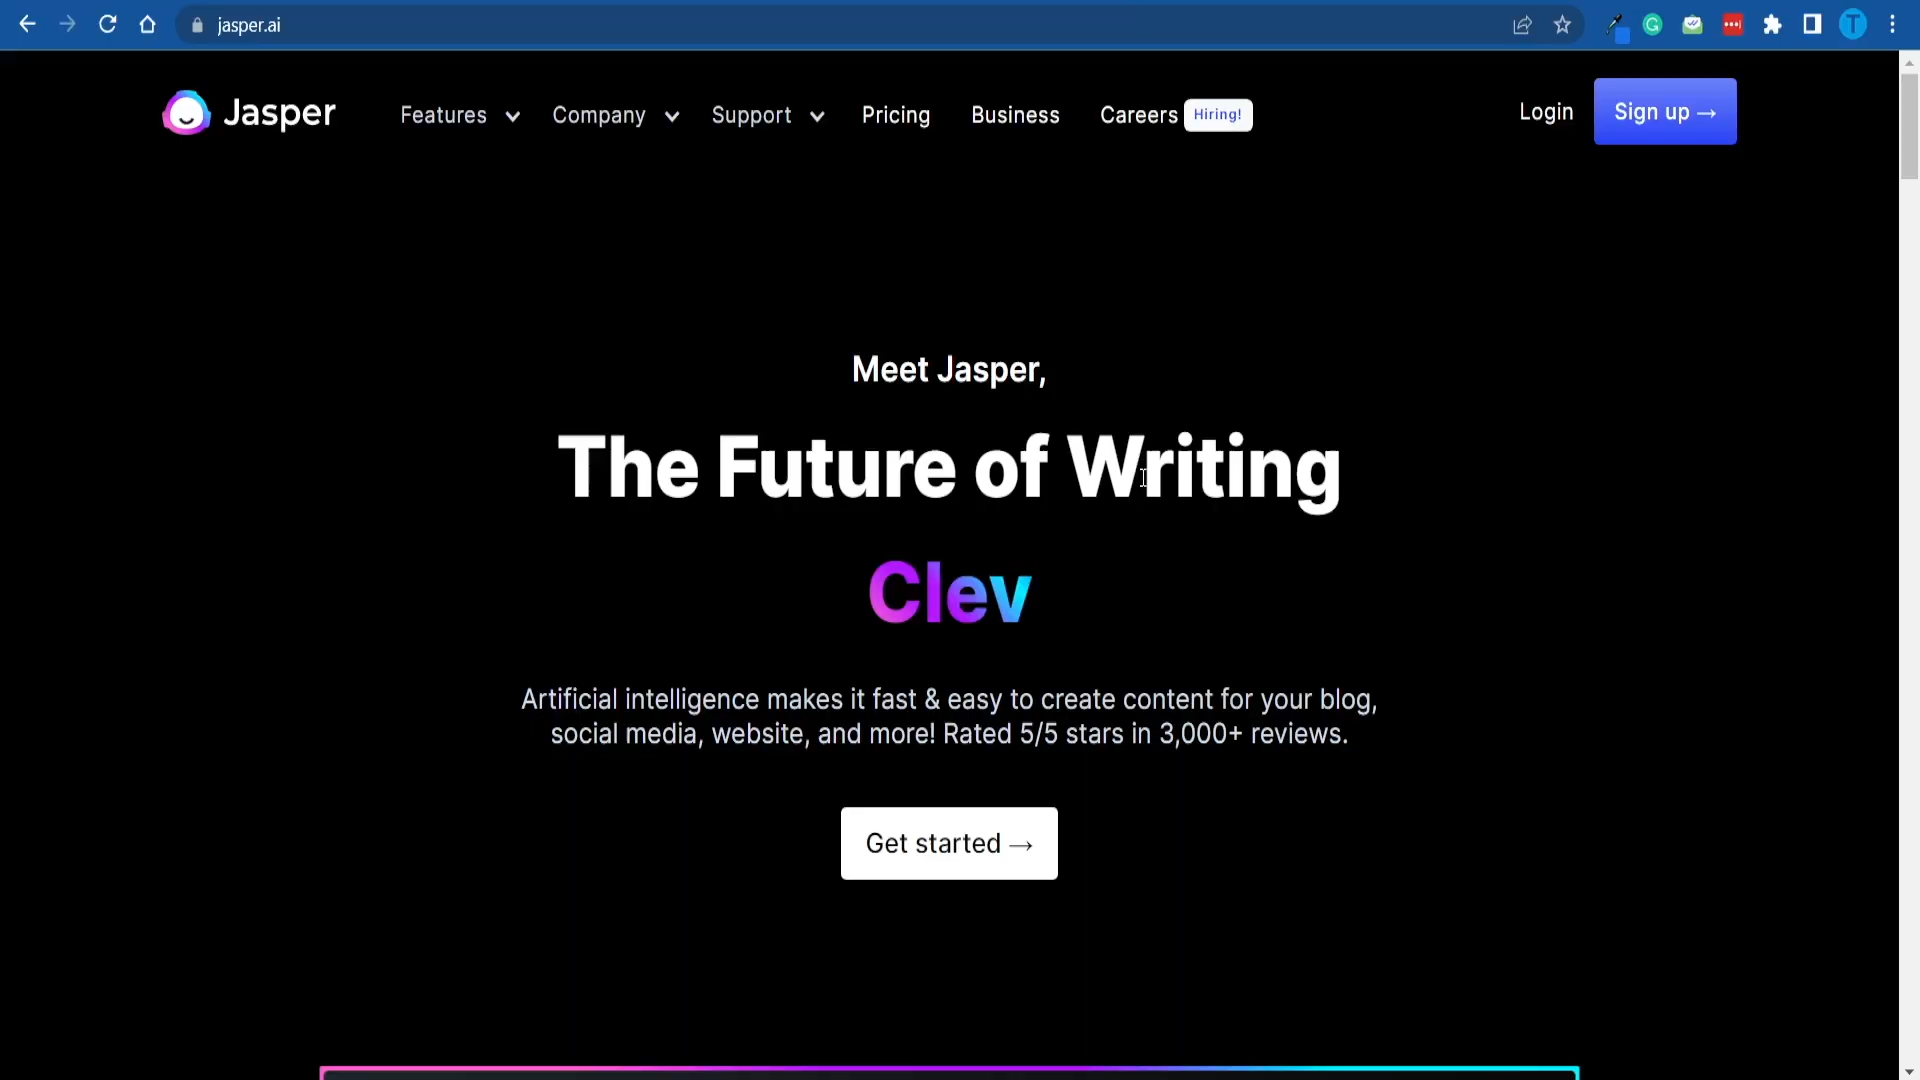 jasper.ai
T
Jasper
Features
Company
Support
Pricing
Business
Careers
Hiring!
Login
Sign up →
Meet Jasper,
The Future of Writing
Clev
Artificial intelligence makes it fast & easy to create content for your blog,
social media, website, and more! Rated 5/5 stars in 3,000+ reviews.
Get started →